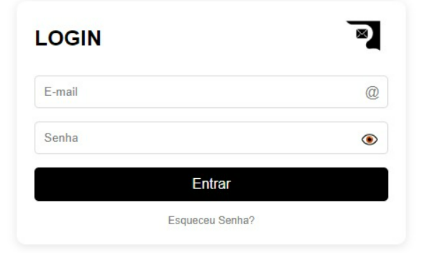 LOGIN
E-mail @
Senha
Entrar
Esqueceu Senha?